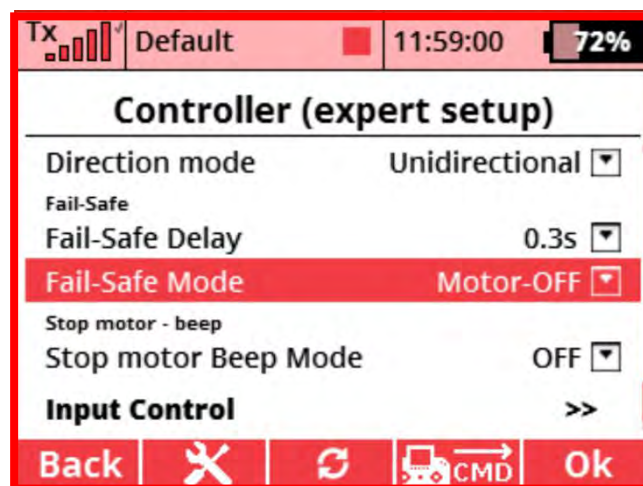 Tx Default 11:59:00 72%
Controller (expert setup)
Direction mode Unidirectional
Fail-Safe
Fail-Safe Delay 0.3s
Fail-Safe Mode Motor-OFF
Stop motor - beep
Stop motor Beep Mode OFF
Input Control >>
Back CMD Ok